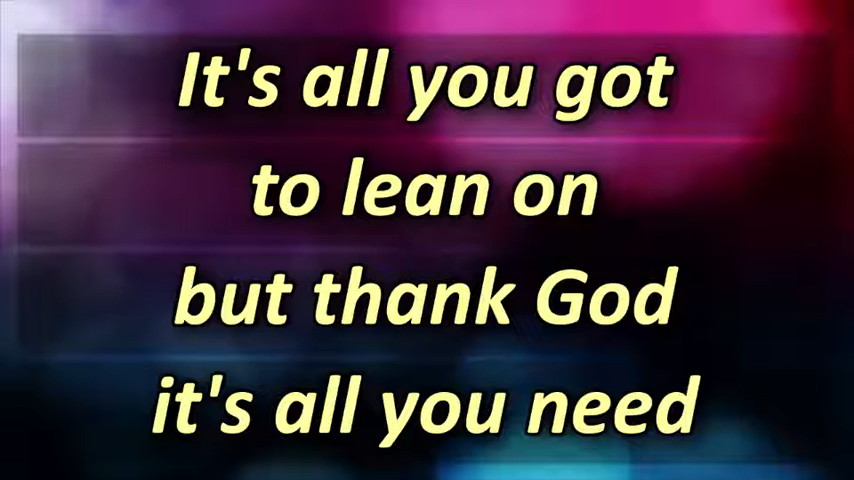 It's all you got
to lean on
but thank God
it's all you need